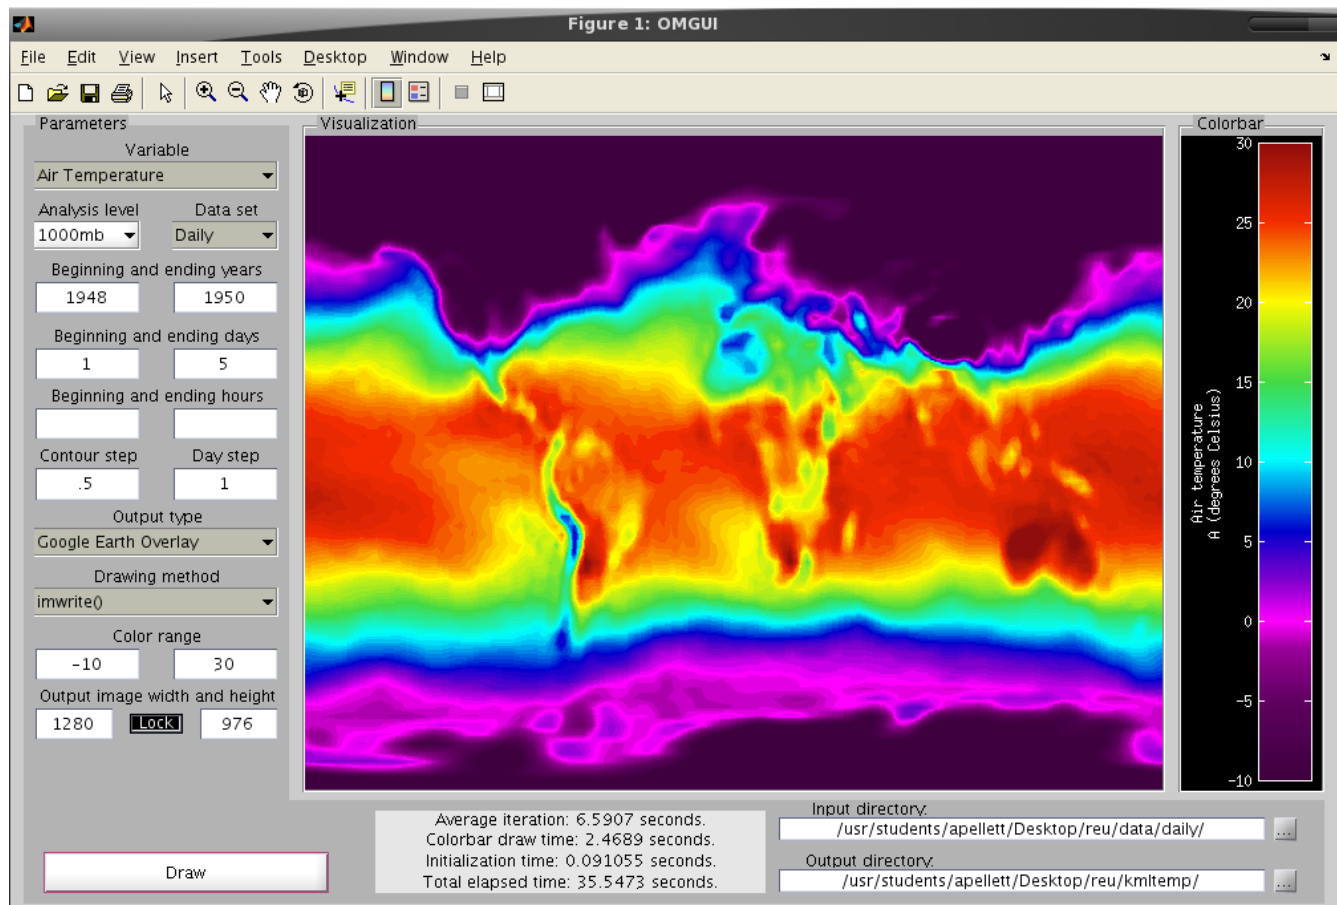 Figure 1: OMGUI
File Edit View Insert Tools Desktop Window Help
Parameters
Variable
Air Temperature
Analysis level Data set
1000mb Daily
Beginning and ending years
1948 1950
Beginning and ending days
1 5
Beginning and ending hours
Contour step Day step
.5 1
Output type
Google Earth Overlay
Drawing method
imwrite()
Color range
-10 30
Output image width and height
1280 Lock 976
Draw
Visualization
Colorbar
30
25
20
15
10
5
0
-5
-10
Air temperature
A (degrees Celsius)
Average iteration: 6.5907 seconds.
Colorbar draw time: 2.4689 seconds.
Initialization time: 0.091055 seconds.
Total elapsed time: 35.5473 seconds.
Input directory:
/usr/students/apellett/Desktop/reu/data/daily/ ...
Output directory:
/usr/students/apellett/Desktop/reu/kmltemp/ ...